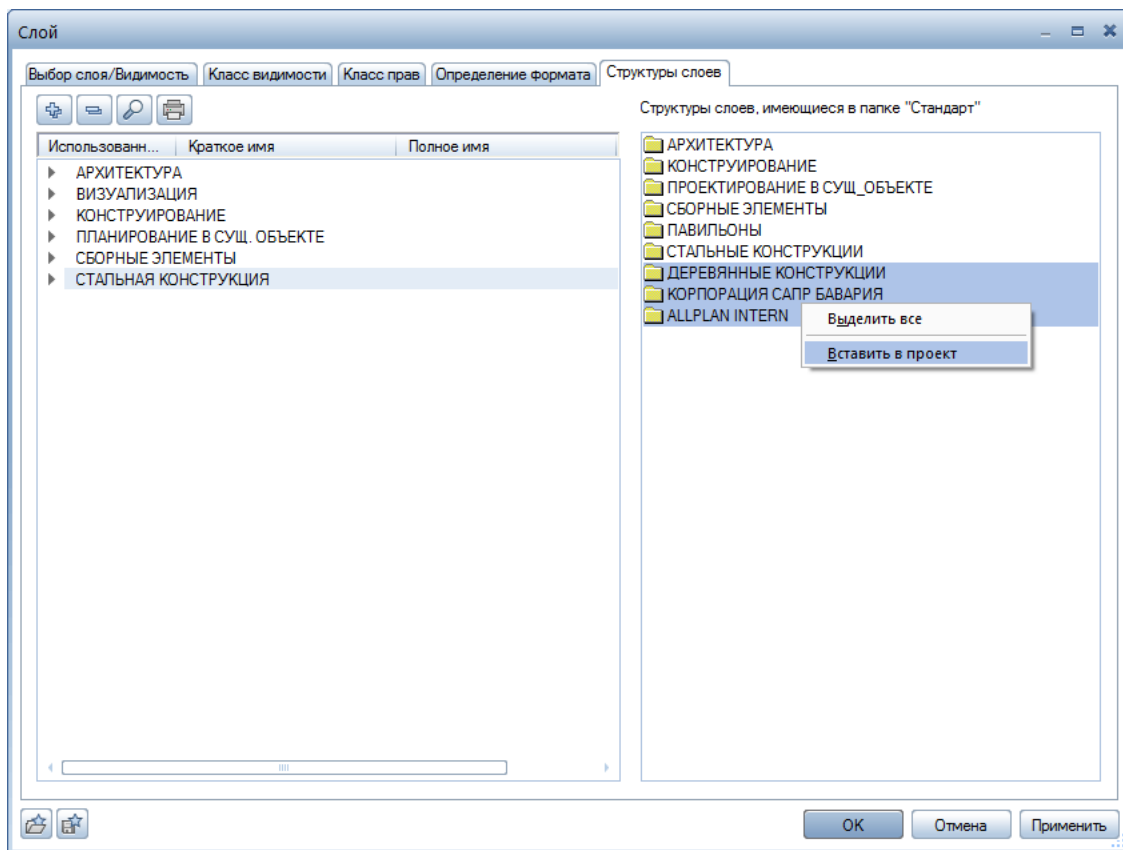 Слой
Выбор слоя/Видимость
Класс видимости
Класс прав
Определение формата
Структуры слоев
Структуры слоев, имеющиеся в папке "Стандарт"
Использованн...
Краткое имя
Полное имя
АРХИТЕКТУРА
ВИЗУАЛИЗАЦИЯ
КОНСТРУИРОВАНИЕ
ПЛАНИРОВАНИЕ В СУЩ. ОБЪЕКТЕ
СБОРНЫЕ ЭЛЕМЕНТЫ
СТАЛЬНАЯ КОНСТРУКЦИЯ
АРХИТЕКТУРА
КОНСТРУИРОВАНИЕ
ПРОЕКТИРОВАНИЕ В СУЩ_ОБЪЕКТЕ
СБОРНЫЕ ЭЛЕМЕНТЫ
ПАВИЛЬОНЫ
СТАЛЬНЫЕ КОНСТРУКЦИИ
ДЕРЕВЯННЫЕ КОНСТРУКЦИИ
КОРПОРАЦИЯ САПР БАВАРИЯ
ALLPLAN INTERN
Выделить все
Вставить в проект
OK
Отмена
Применить